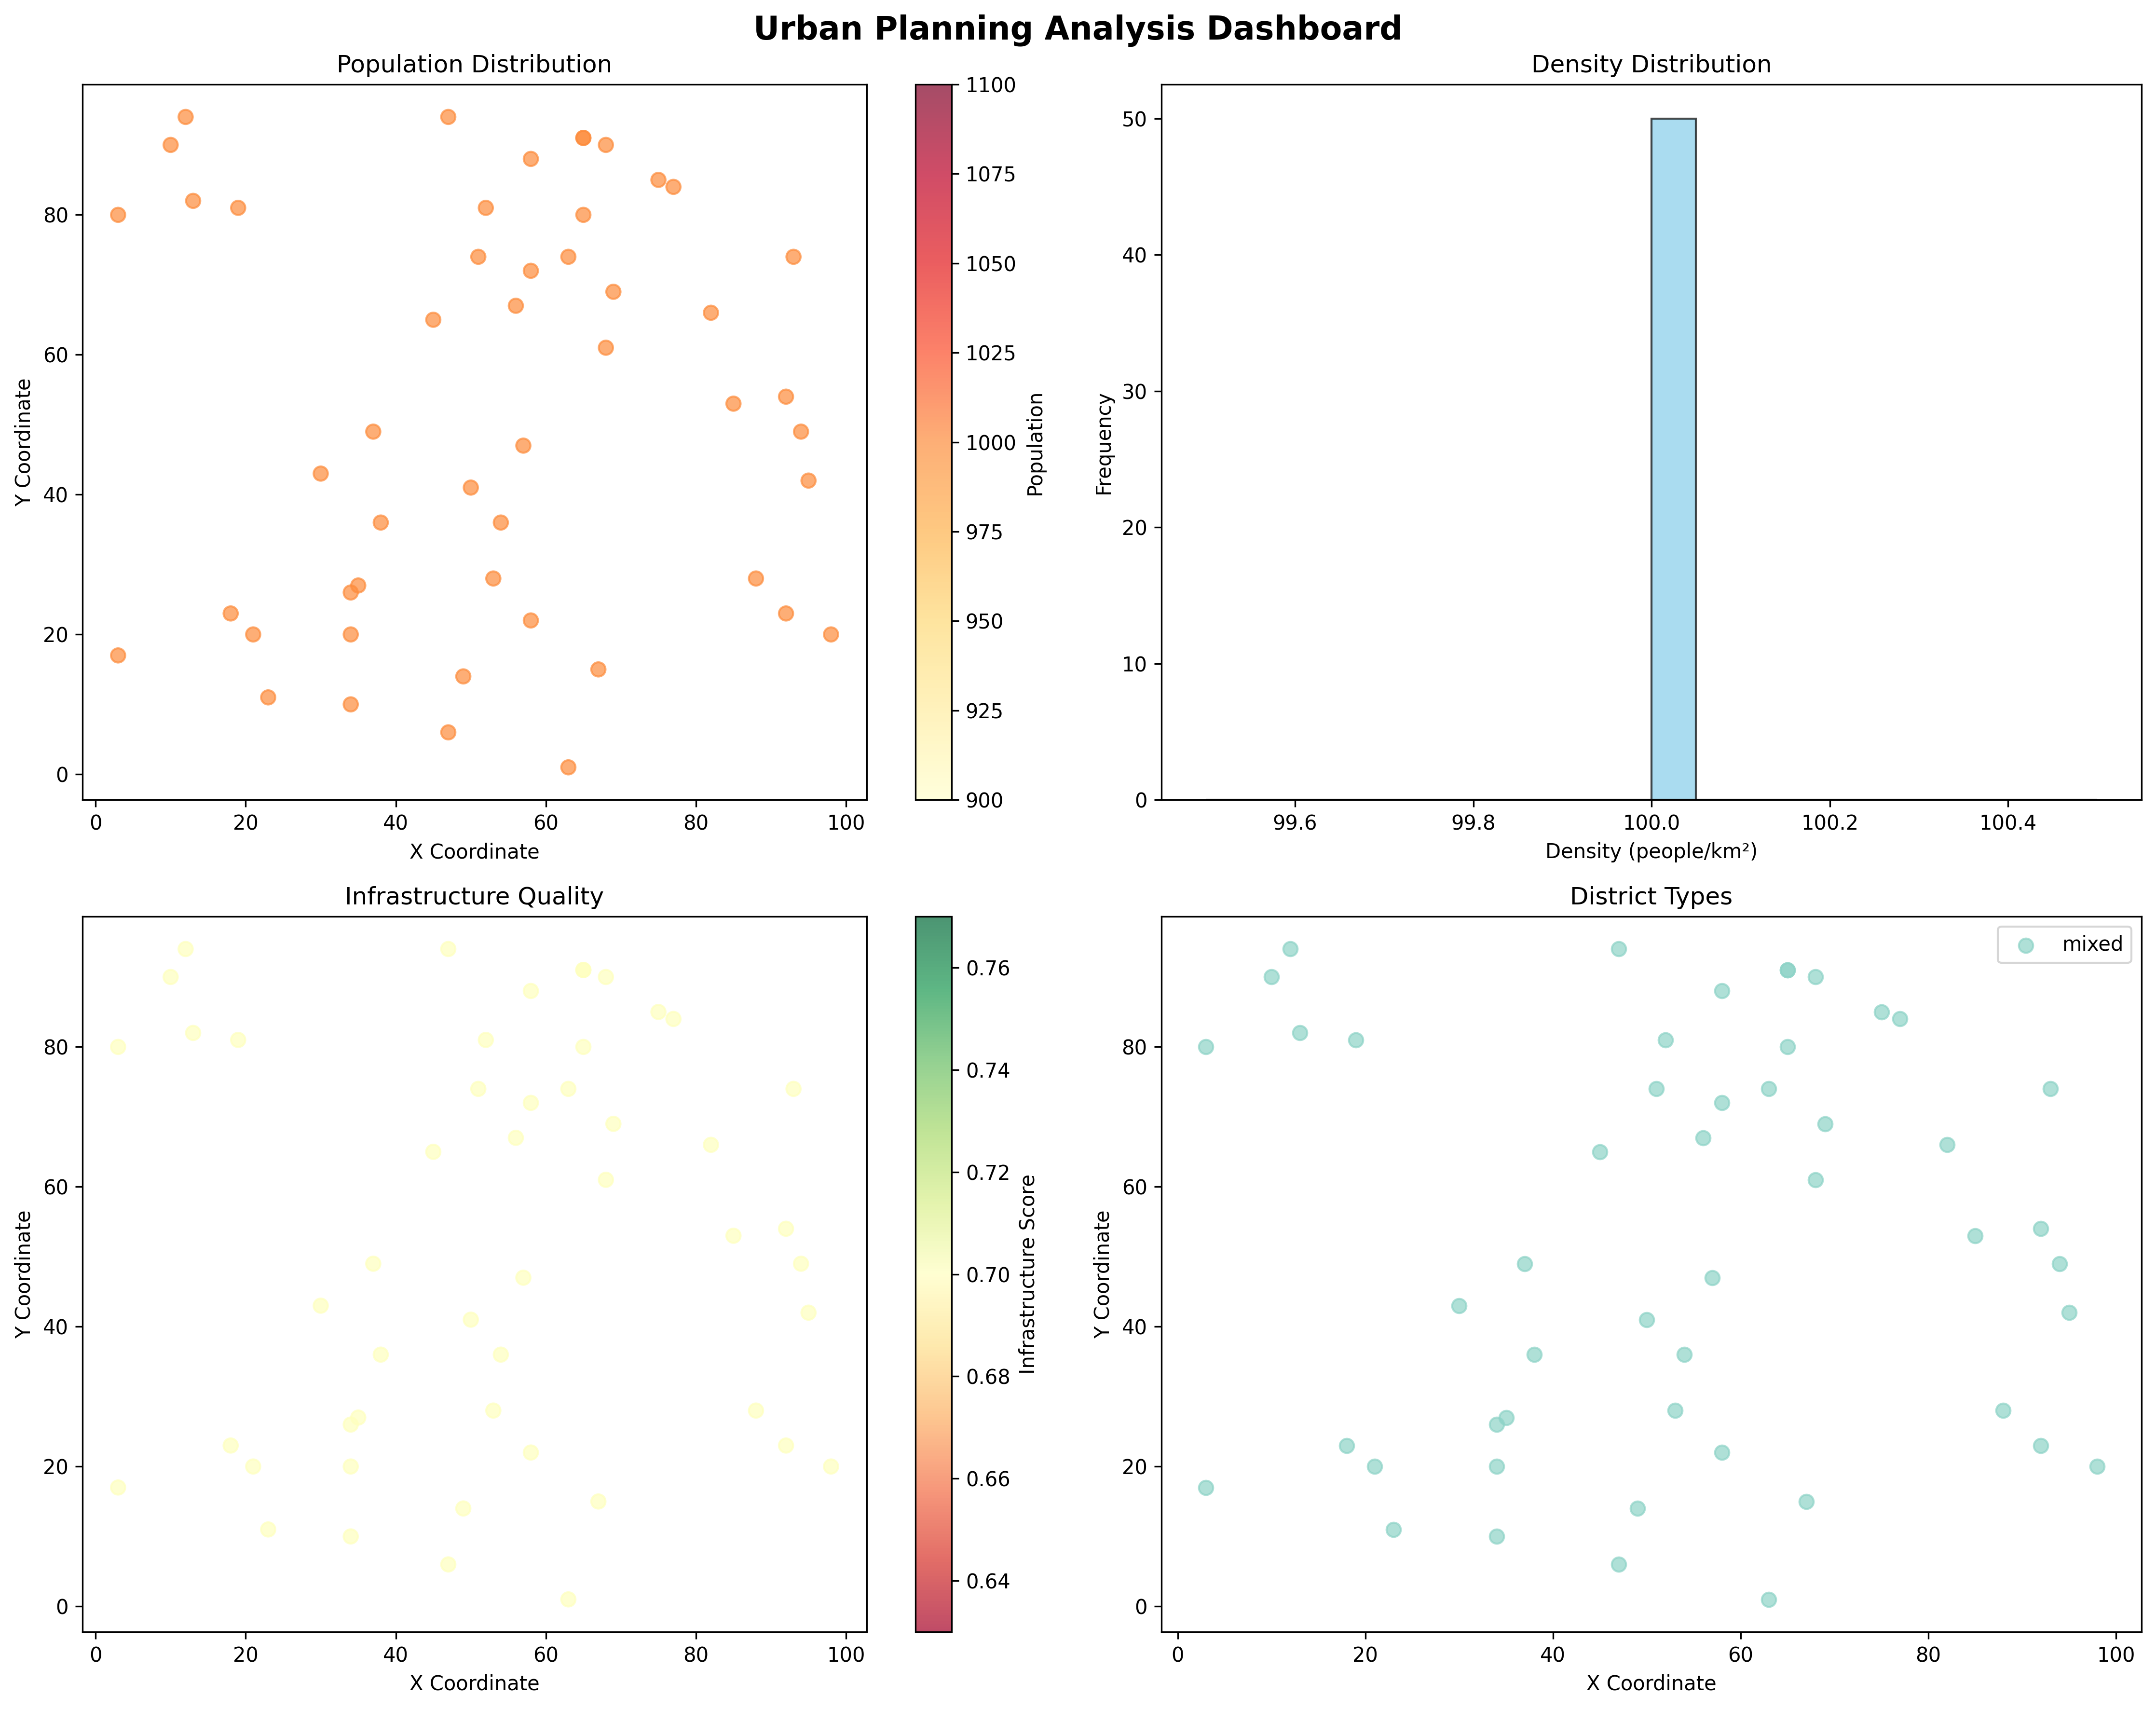 Urban Planning Analysis Dashboard
Population Distribution
Y Coordinate
80
60
40
20
0
0 20 40 60 80 100
X Coordinate
1100
1075
1050
1025
1000
975
950
925
900
Population
Density Distribution
Frequency
50
40
30
20
10
0
99.6 99.8 100.0 100.2 100.4
Density (people/km²)
Infrastructure Quality
Y Coordinate
80
60
40
20
0
0 20 40 60 80 100
X Coordinate
0.76
0.74
0.72
0.70
0.68
0.66
0.64
Infrastructure Score
District Types
mixed
Y Coordinate
80
60
40
20
0
0 20 40 60 80 100
X Coordinate